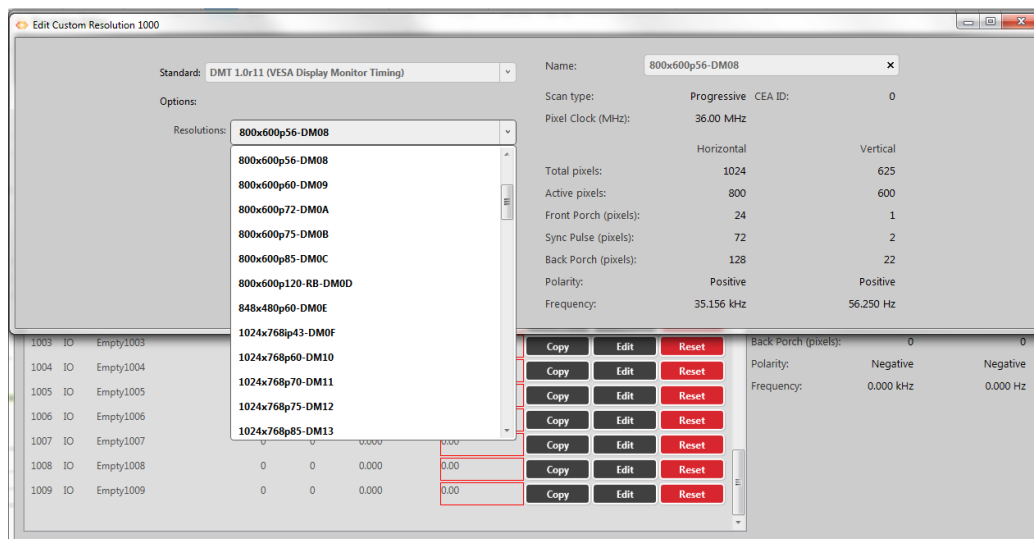 Edit Custom Resolution 1000
Standard: DMT 1.0r11 (VESA Display Monitor Timing)
Options:
Resolutions: 800x600p56-DM08
800x600p56-DM08
800x600p60-DM09
800x600p72-DM0A
800x600p75-DM0B
800x600p85-DM0C
800x600p120-RB-DM0D
848x480p60-DM0E
1024x768ip43-DM0F
1024x768p60-DM10
1024x768p70-DM11
1024x768p75-DM12
1024x768p85-DM13
Name: 800x600p56-DM08
Scan type: Progressive CEA ID: 0
Pixel Clock (MHz): 36.00 MHz
Horizontal Vertical
Total pixels: 1024 625
Active pixels: 800 600
Front Porch (pixels): 24 1
Sync Pulse (pixels): 72 2
Back Porch (pixels): 128 22
Polarity: Positive Positive
Frequency: 35.156 kHz 56.250 Hz
1003 IO Empty1003 Copy Edit Reset
1004 IO Empty1004 Copy Edit Reset
1005 IO Empty1005 Copy Edit Reset
1006 IO Empty1006 Copy Edit Reset
1007 IO Empty1007 0 0 0.000 0.00 Copy Edit Reset
1008 IO Empty1008 0 0 0.000 0.00 Copy Edit Reset
1009 IO Empty1009 0 0 0.000 0.00 Copy Edit Reset
Back Porch (pixels): 0 0
Polarity: Negative Negative
Frequency: 0.000 kHz 0.000 Hz